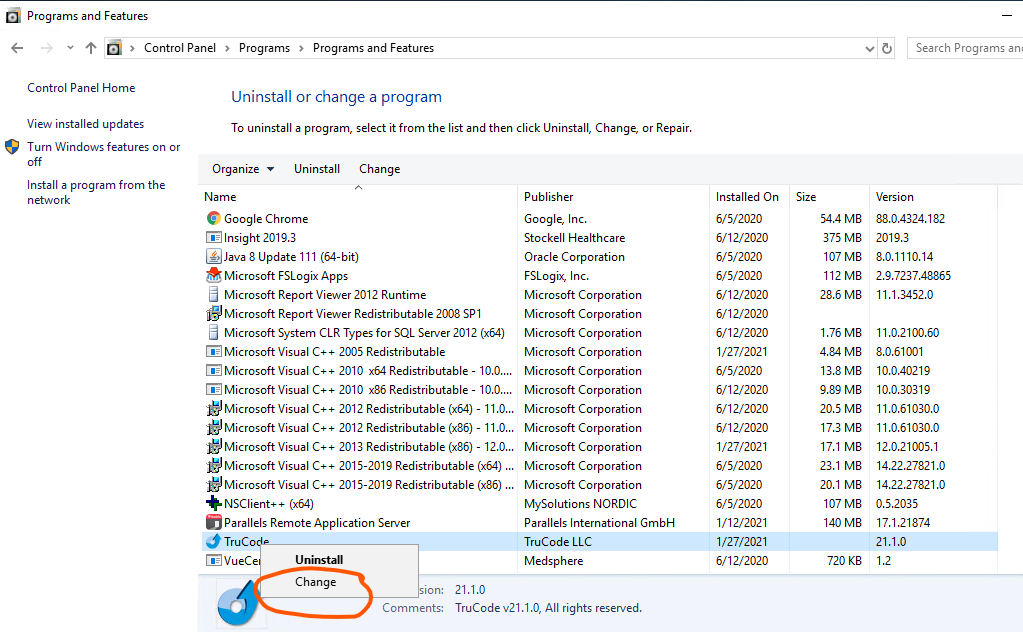 Programs and Features
Control Panel > Programs > Programs and Features
Search Programs and
Control Panel Home
View installed updates
Turn Windows features on or
off
Install a program from the
network
Uninstall or change a program
To uninstall a program, select it from the list and then click Uninstall, Change, or Repair.
Organize Uninstall Change
Name Publisher Installed On Size Version
Google Chrome Google, Inc. 6/5/2020 54.4 MB 88.0.4324.182
Insight 2019.3 Stockell Healthcare 6/12/2020 375 MB 2019.3
Java 8 Update 111 (64-bit) Oracle Corporation 6/5/2020 107 MB 8.0.1110.14
Microsoft FSLogix Apps FSLogix, Inc. 6/5/2020 112 MB 2.9.7237.48865
Microsoft Report Viewer 2012 Runtime Microsoft Corporation 6/12/2020 28.6 MB 11.1.3452.0
Microsoft Report Viewer Redistributable 2008 SP1 Microsoft Corporation 6/12/2020
Microsoft System CLR Types for SQL Server 2012 (x64) Microsoft Corporation 6/12/2020 1.76 MB 11.0.2100.60
Microsoft Visual C++ 2005 Redistributable Microsoft Corporation 1/27/2021 4.84 MB 8.0.61001
Microsoft Visual C++ 2010 x64 Redistributable - 10.0.... Microsoft Corporation 6/5/2020 13.8 MB 10.0.40219
Microsoft Visual C++ 2010 x86 Redistributable - 10.0.... Microsoft Corporation 6/12/2020 9.89 MB 10.0.30319
Microsoft Visual C++ 2012 Redistributable (x64) - 11.0... Microsoft Corporation 6/12/2020 20.5 MB 11.0.61030.0
Microsoft Visual C++ 2012 Redistributable (x86) - 11.0... Microsoft Corporation 6/12/2020 17.3 MB 11.0.61030.0
Microsoft Visual C++ 2013 Redistributable (x86) - 12.0... Microsoft Corporation 1/27/2021 17.1 MB 12.0.21005.1
Microsoft Visual C++ 2015-2019 Redistributable (x64) ... Microsoft Corporation 6/5/2020 23.1 MB 14.22.27821.0
Microsoft Visual C++ 2015-2019 Redistributable (x86) ... Microsoft Corporation 6/5/2020 20.1 MB 14.22.27821.0
NSClient++ (x64) MySolutions NORDIC 6/5/2020 107 MB 0.5.2035
Parallels Remote Application Server Parallels International GmbH 1/12/2021 140 MB 17.1.21874
TruCode TruCode LLC 1/27/2021 21.1.0
VueCen Medsphere 6/12/2020 720 KB 1.2
Uninstall
Change
sion: 21.1.0
Comments: TruCode v21.1.0, All rights reserved.